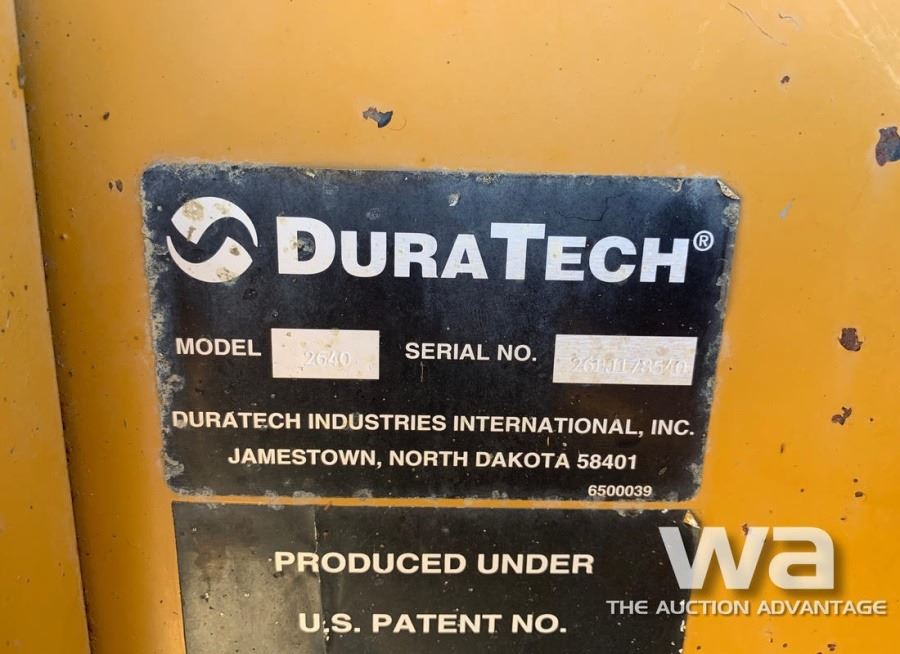 DURATECH®
MODEL 2640 SERIAL NO.
DURATECH INDUSTRIES INTERNATIONAL, INC.
JAMESTOWN, NORTH DAKOTA 58401
6500039
PRODUCED UNDER
U.S. PATENT NO.
wa
THE AUCTION ADVANTAGE